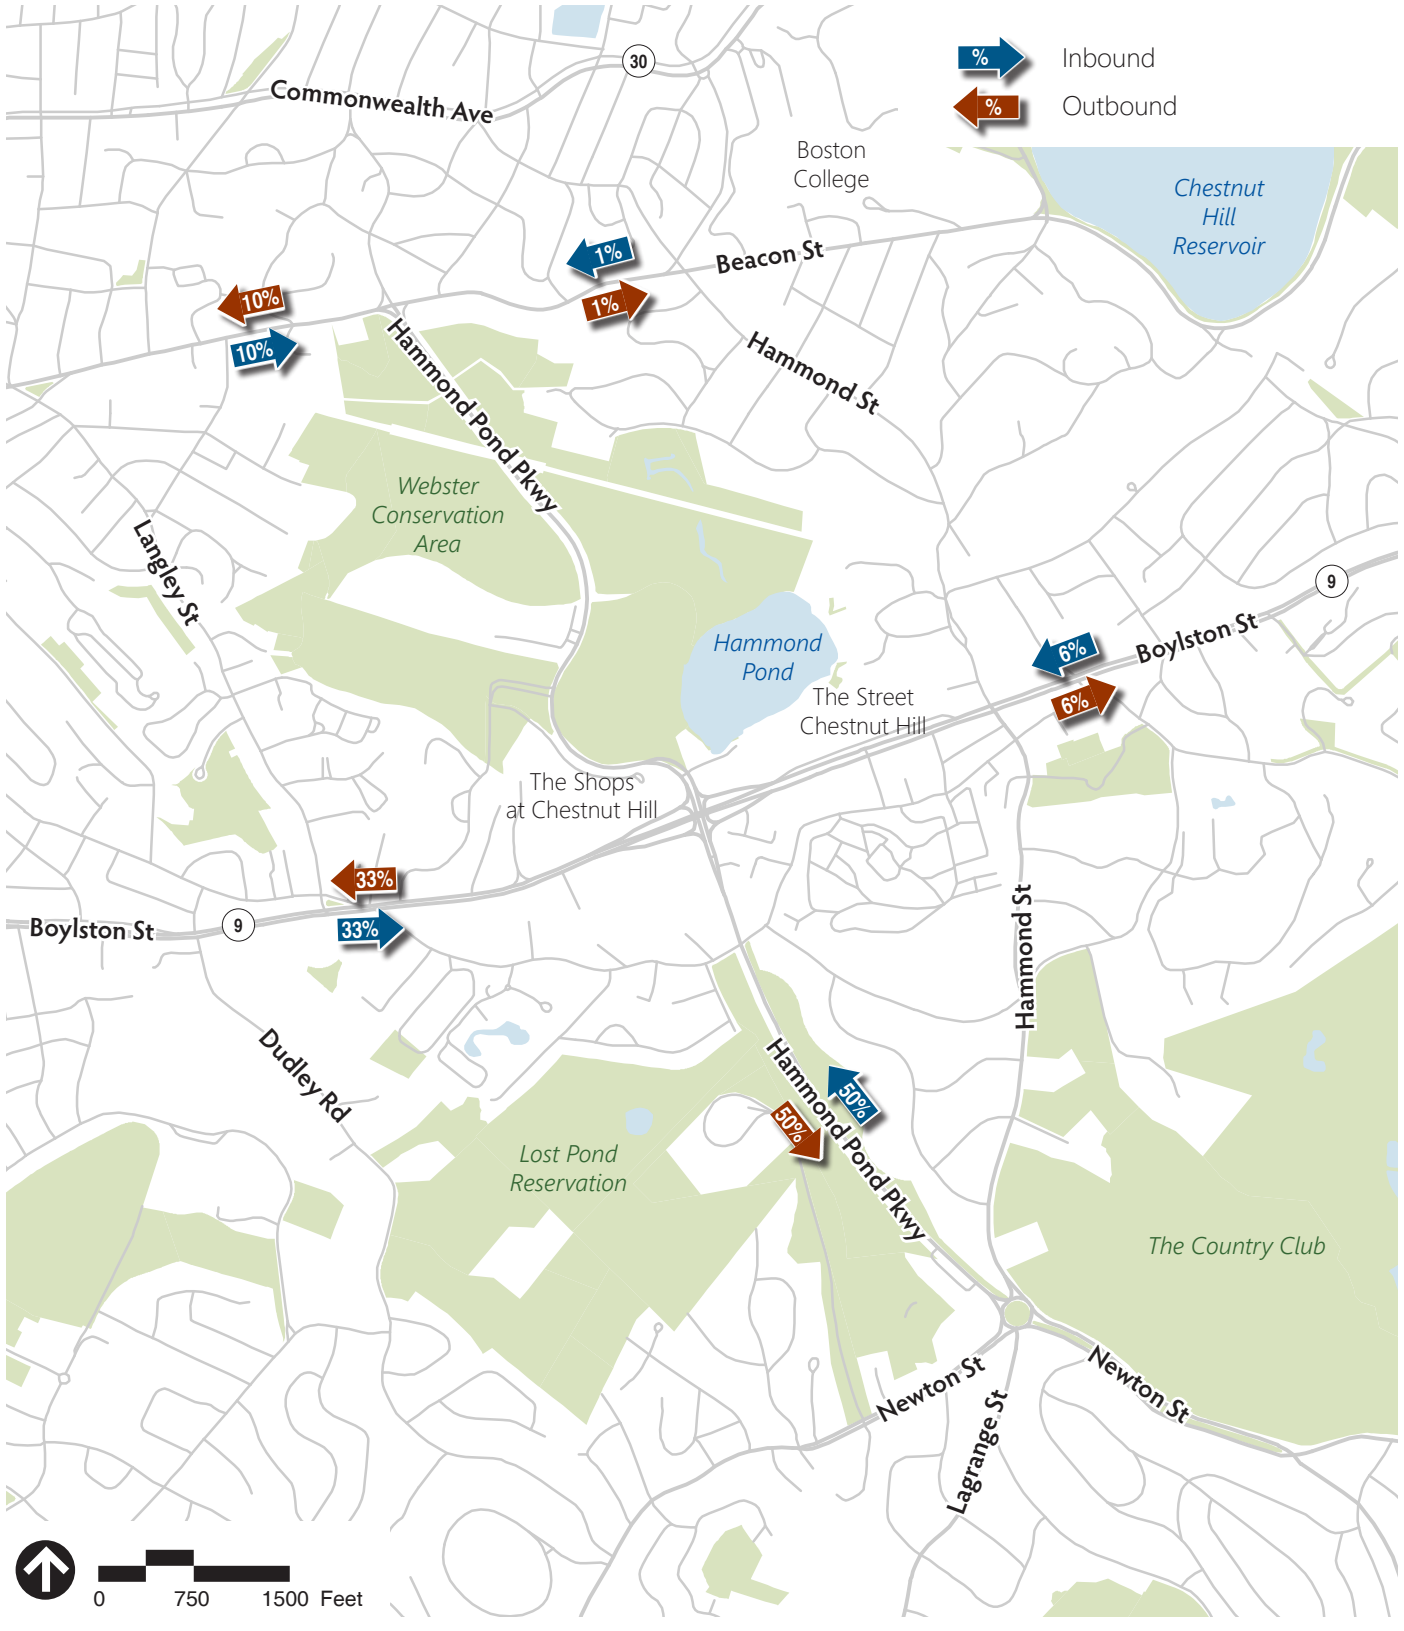 30
Commonwealth Ave
%
Inbound
%
Outbound
Boston
College
Chestnut
Hill
Reservoir
1%
Beacon St
1%
10%
10%
Hammond Pond Pkwy
Hammond St
Webster
Conservation
Area
Langley St
9
Boylston St
6%
6%
Hammond
Pond
The Street
Chestnut Hill
The Shops
at Chestnut Hill
33%
33%
Boylston St
9
Hammond St
Dudley Rd
Hammond Pond Pkwy
50%
50%
Lost Pond
Reservation
The Country Club
Newton St
Newton St
Lagrange St
0
750
1500 Feet